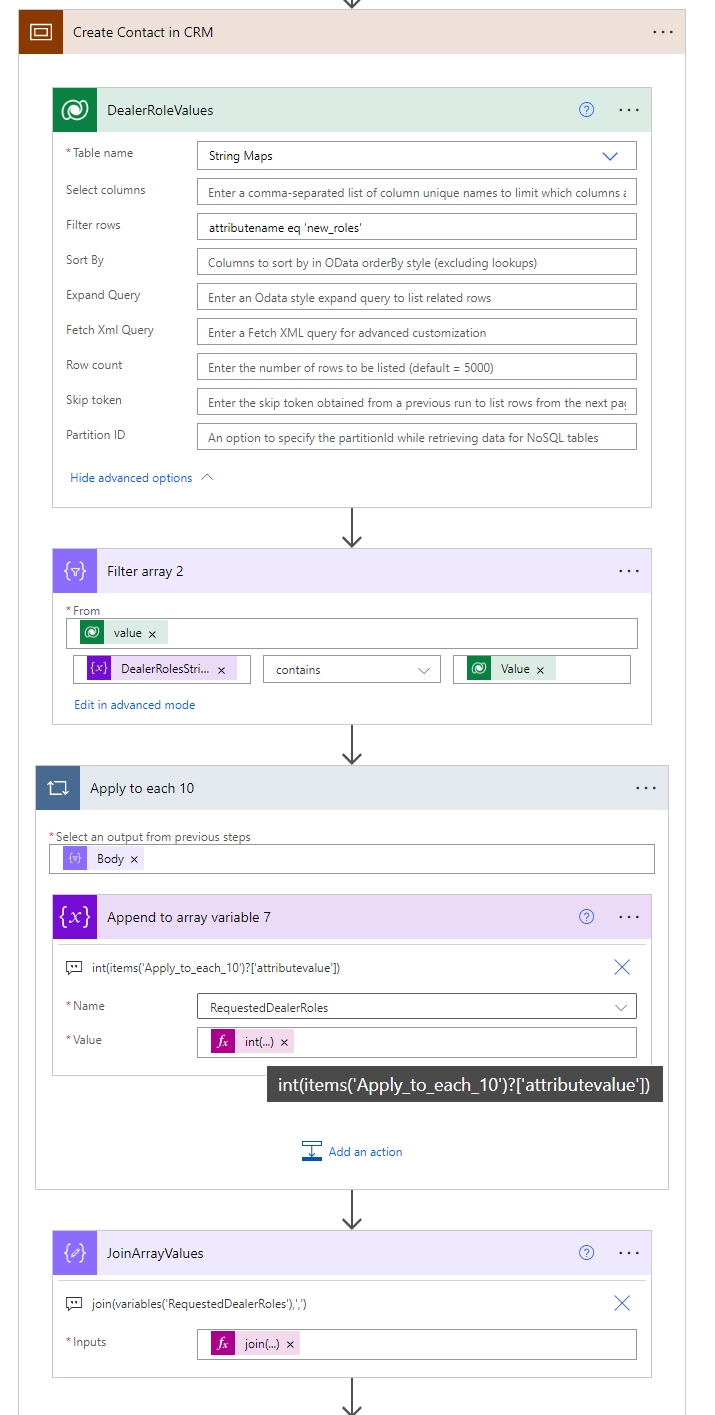 Create Contact in CRM
DealerRoleValues
* Table name
String Maps
Select columns
Enter a comma-separated list of column unique names to limit which columns a
Filter rows
attributename eq 'new_roles'
Sort By
Columns to sort by in OData orderBy style (excluding lookups)
Expand Query
Enter an Odata style expand query to list related rows
Fetch Xml Query
Enter a Fetch XML query for advanced customization
Row count
Enter the number of rows to be listed (default = 5000)
Skip token
Enter the skip token obtained from a previous run to list rows from the next pag
Partition ID
An option to specify the partitionId while retrieving data for NoSQL tables
Hide advanced options
Filter array 2
* From
value
DealerRolesStri... contains Value
Edit in advanced mode
Apply to each 10
* Select an output from previous steps
Body
{x} Append to array variable 7
int(items('Apply_to_each_10')?['attributevalue'])
* Name
RequestedDealerRoles
* Value
fx int(...)
int(items('Apply_to_each_10')?['attributevalue'])
Add an action
JoinArrayValues
join(variables('RequestedDealerRoles'),',')
* Inputs
fx join(...)